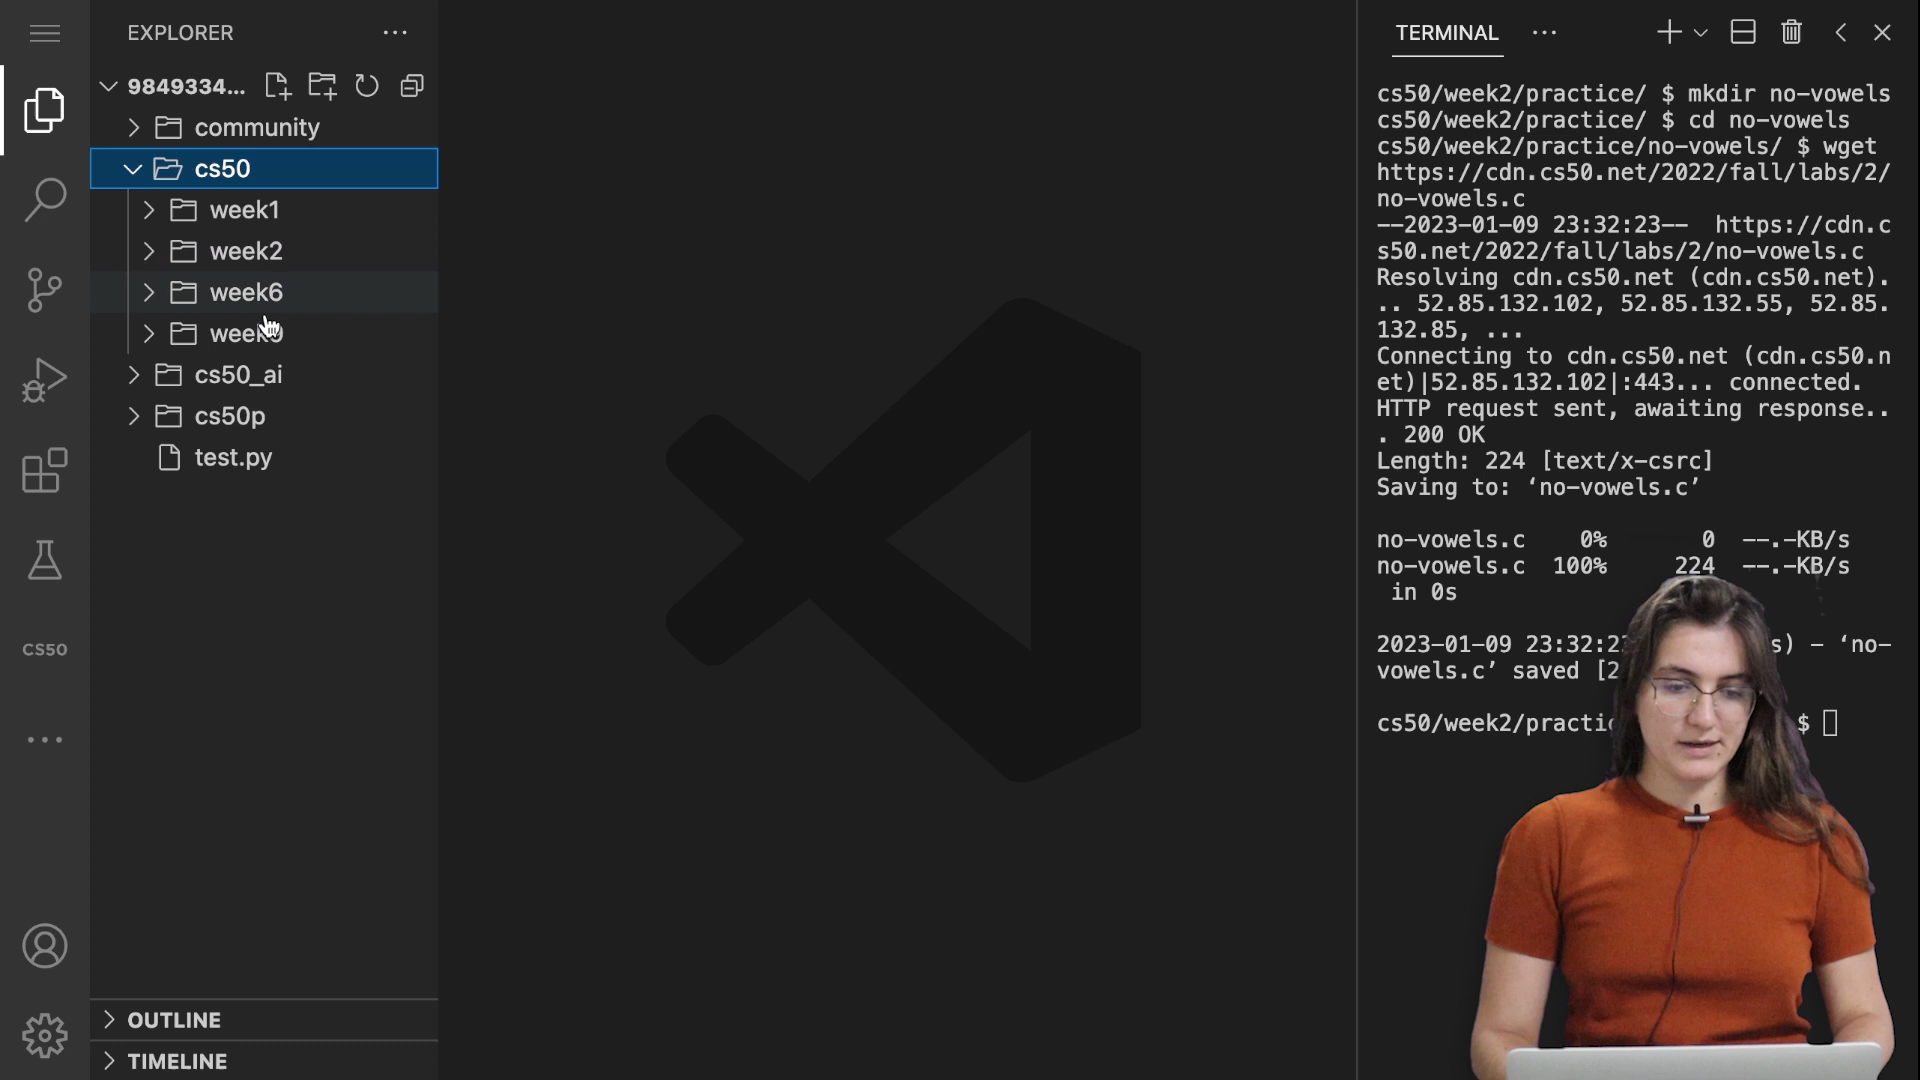 EXPLORER
9849334...
community
cs50
week1
week2
week6
cs50_ai
cs50p
test.py
CS50
OUTLINE
TIMELINE
TERMINAL
cs50/week2/practice/ $ mkdir no-vowels
cs50/week2/practice/ $ cd no-vowels
cs50/week2/practice/no-vowels/ $ wget
https://cdn.cs50.net/2022/fall/labs/2/
no-vowels.c
--2023-01-09 23:32:23-- https://cdn.c
s50.net/2022/fall/labs/2/no-vowels.c
Resolving cdn.cs50.net (cdn.cs50.net).
.. 52.85.132.102, 52.85.132.55, 52.85.
132.85, ...
Connecting to cdn.cs50.net (cdn.cs50.n
et)|52.85.132.102|:443... connected.
HTTP request sent, awaiting response..
. 200 OK
Length: 224 [text/x-csrc]
Saving to: ‘no-vowels.c’
no-vowels.c 0% 0 --.-KB/s
no-vowels.c 100% 224 --.-KB/s
in 0s
2023-01-09 s) - ‘no-
vowels.c’ saved
$